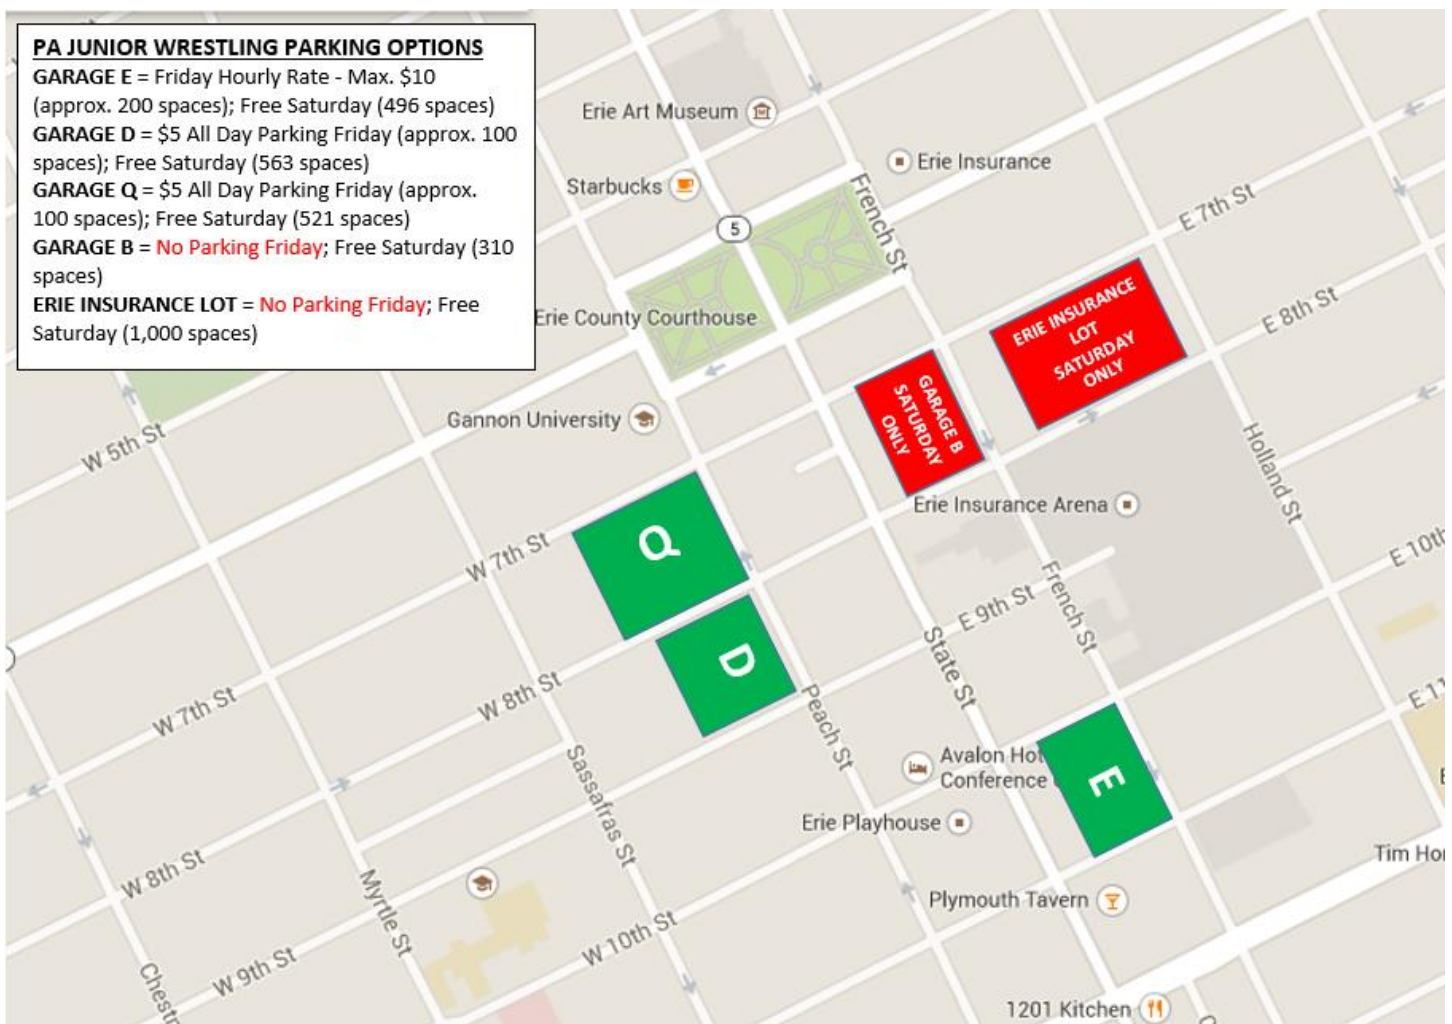 PA JUNIOR WRESTLING PARKING OPTIONS
GARAGE E = Friday Hourly Rate - Max. $10
(approx. 200 spaces); Free Saturday (496 spaces)
GARAGE D = $5 All Day Parking Friday (approx. 100
spaces); Free Saturday (563 spaces)
GARAGE Q = $5 All Day Parking Friday (approx.
100 spaces); Free Saturday (521 spaces)
GARAGE B = No Parking Friday; Free Saturday (310
spaces)
ERIE INSURANCE LOT = No Parking Friday; Free
Saturday (1,000 spaces)
Erie Art Museum
Erie Insurance
Starbucks
French St
5
E 7th St
Erie County Courthouse
E 8th St
ERIE INSURANCE
LOT
SATURDAY
ONLY
GARAGE B
SATURDAY
ONLY
Gannon University
W 5th St
Holland St
Erie Insurance Arena
Q
W 7th St
E 10th
French St
E 9th St
State St
D
W 8th St
W 7th St
Peach St
E 11
Avalon Hot
Conference
E
Sassafras St
Erie Playhouse
Tim Hor
W 8th St
Myrtle St
Plymouth Tavern
W 10th St
W 9th St
Chestn
1201 Kitchen